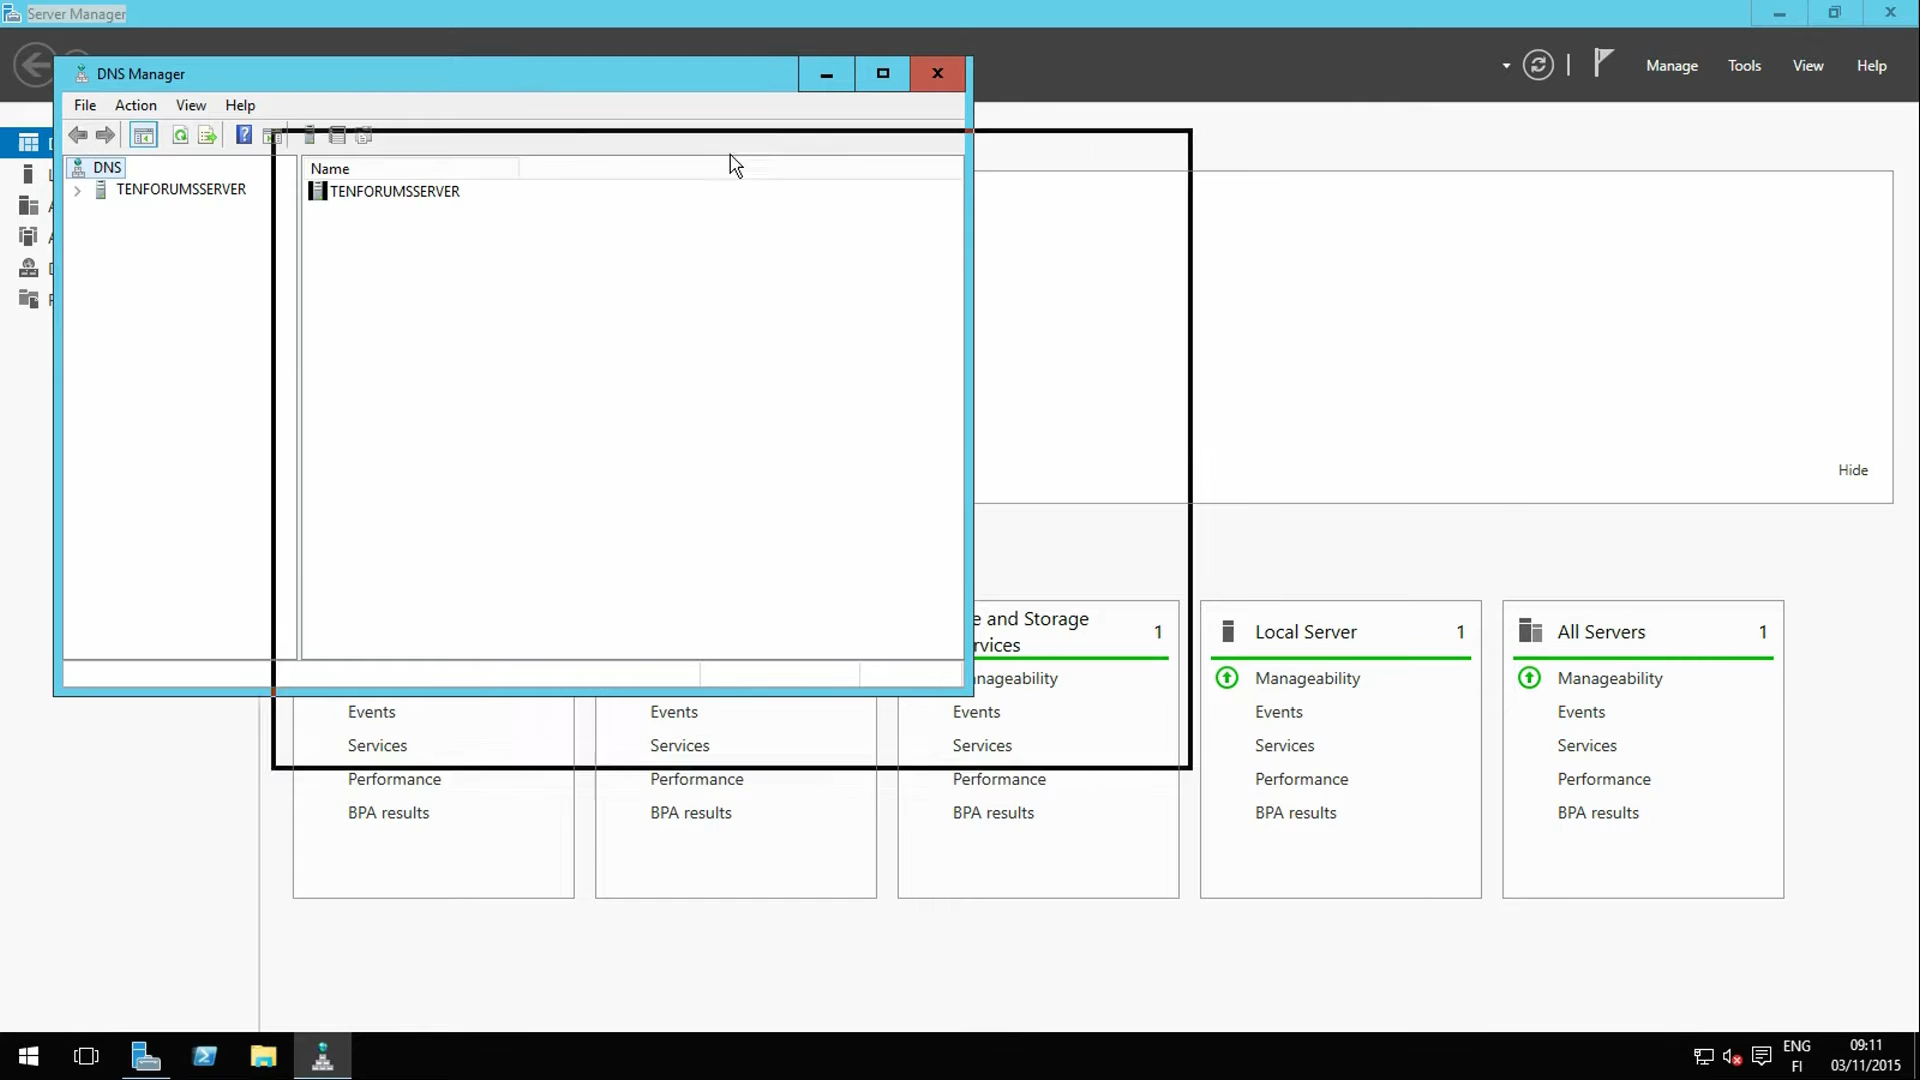 Server Manager
Manage
Tools
View
Help
DNS Manager
File
Action
View
Help
DNS
TENFORUMSSERVER
Name
TENFORUMSSERVER
Hide
e and Storage
rvices
1
Local Server
1
All Servers
1
nageability
Manageability
Manageability
Events
Events
Events
Events
Events
Services
Services
Services
Services
Services
Performance
Performance
Performance
Performance
Performance
BPA results
BPA results
BPA results
BPA results
BPA results
ENG
FI
09:11
03/11/2015